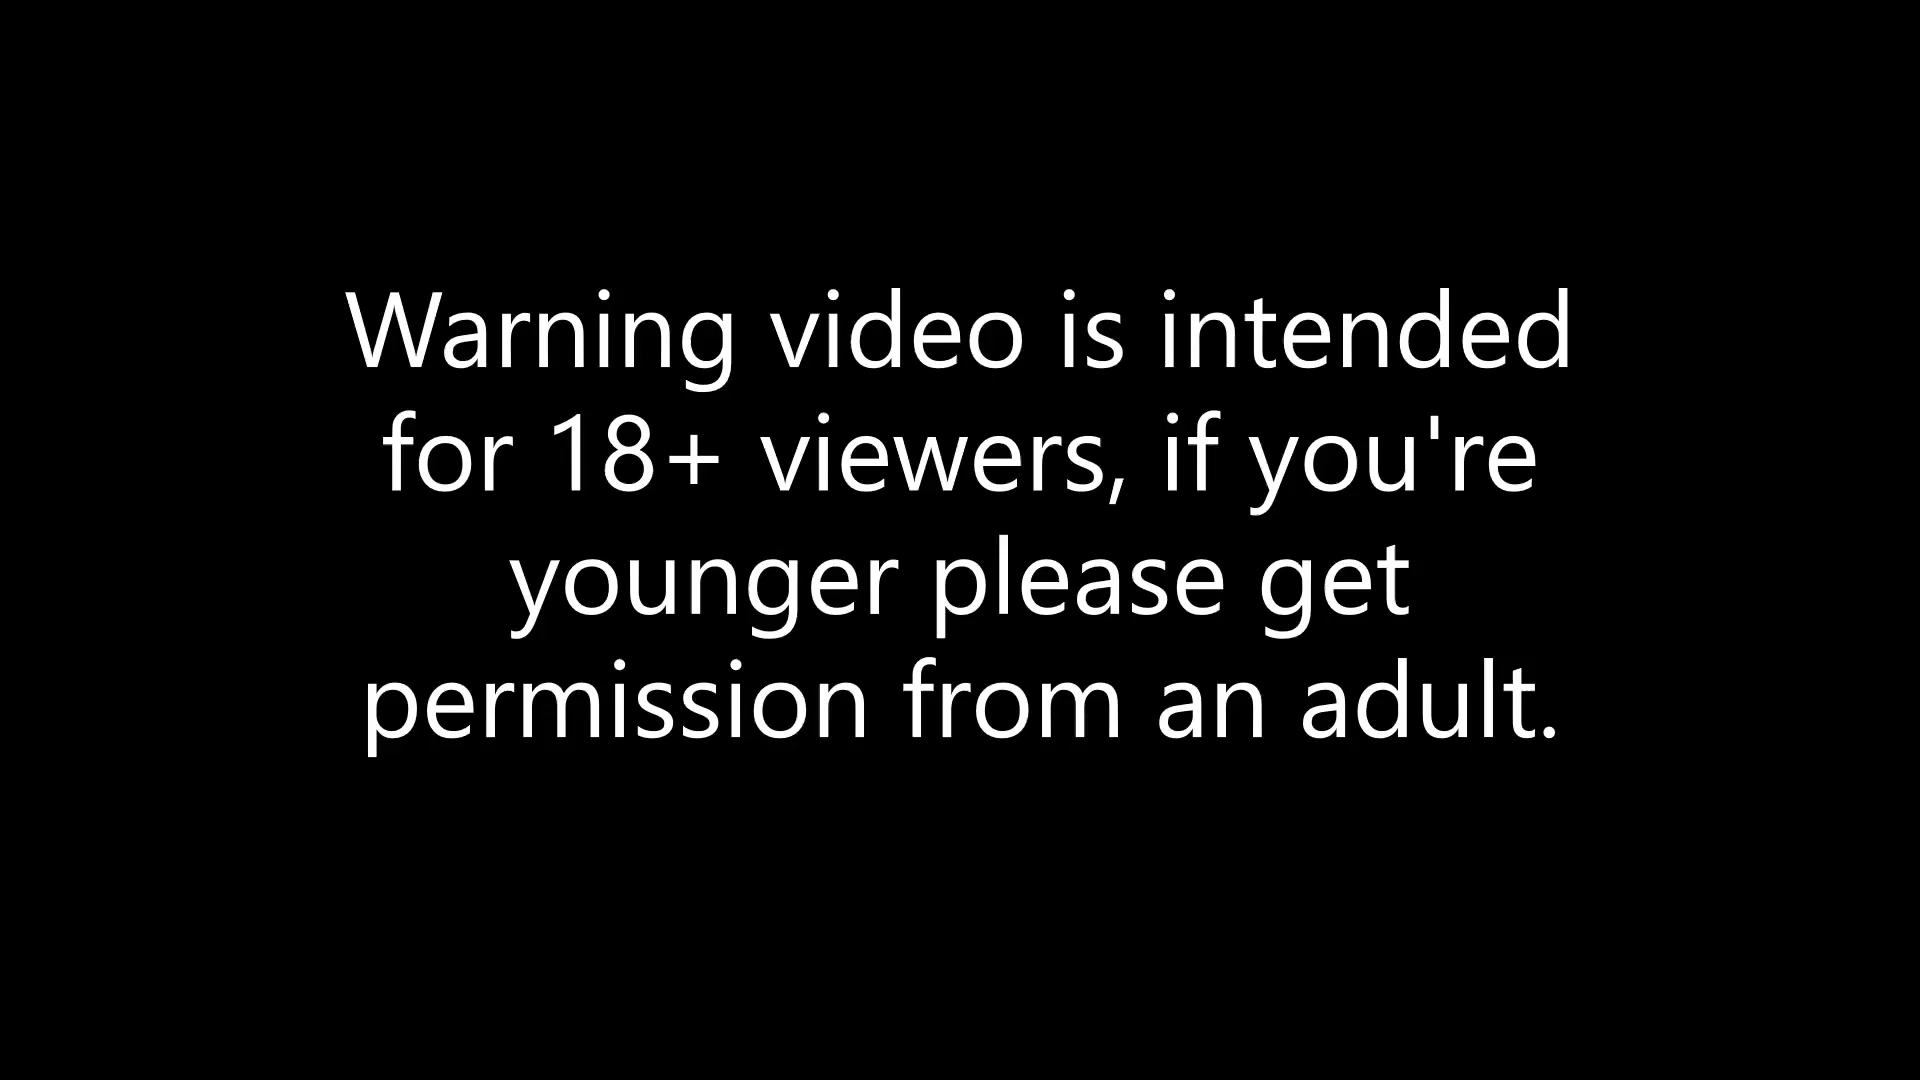 Warning video is intended
for 18+ viewers, if you're
younger please get
permission from an adult.